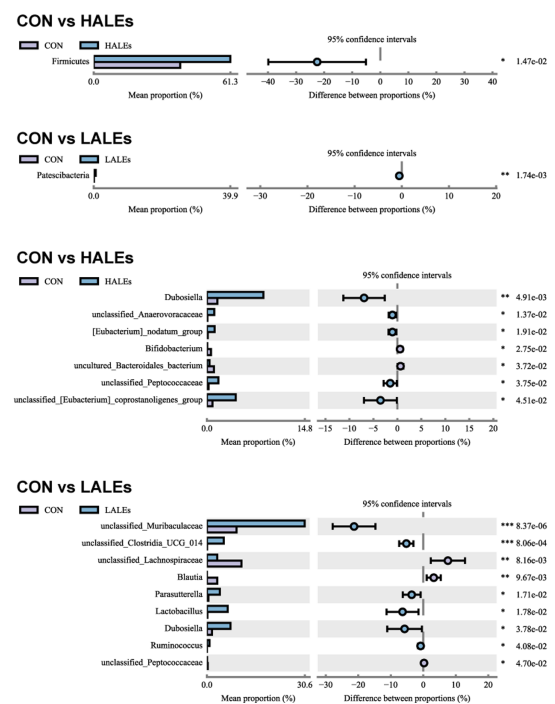 CON vs HALEs
CON HALEs
95% confidence intervals
Firmicutes
* 1.47e-02
0.0 61.3 −40 −30 −20 −10 0 10 20 30 40
Mean proportion (%) Difference between proportions (%)
CON vs LALEs
CON LALEs
95% confidence intervals
Patescibacteria
** 1.74e-03
0.0 39.9 −30 −20 −10 0 10 20
Mean proportion (%) Difference between proportions (%)
CON vs HALEs
CON HALEs
95% confidence intervals
Dubosiella ** 4.91e-03
unclassified_Anaerovoracaceae * 1.37e-02
[Eubacterium]_nodatum_group * 1.91e-02
Bifidobacterium * 2.75e-02
uncultured_Bacteroidales_bacterium * 3.72e-02
unclassified_Peptococcaceae * 3.75e-02
unclassified_[Eubacterium]_coprostanoligenes_group * 4.51e-02
0.0 14.8 −15 −10 −5 0 5 10 15 20
Mean proportion (%) Difference between proportions (%)
CON vs LALEs
CON LALEs
95% confidence intervals
unclassified_Muribaculaceae *** 8.37e-06
unclassified_Clostridia_UCG_014 *** 8.06e-04
unclassified_Lachnospiraceae ** 8.16e-03
Blautia ** 9.67e-03
Parasutterella * 1.71e-02
Lactobacillus * 1.78e-02
Dubosiella * 3.78e-02
Ruminococcus * 4.08e-02
unclassified_Peptococcaceae * 4.70e-02
0.0 30.6 −30 −20 −10 0 10 20
Mean proportion (%) Difference between proportions (%)